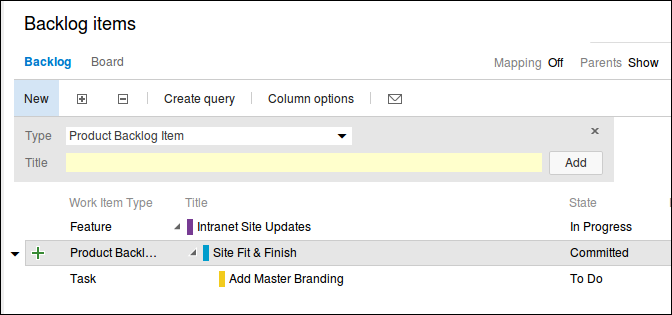 Backlog items
Backlog Board Mapping Off Parents Show
New Create query Column options
Type Product Backlog Item
Title Add
Work Item Type Title State
Feature Intranet Site Updates In Progress
Product Backl... Site Fit & Finish Committed
Task Add Master Branding To Do